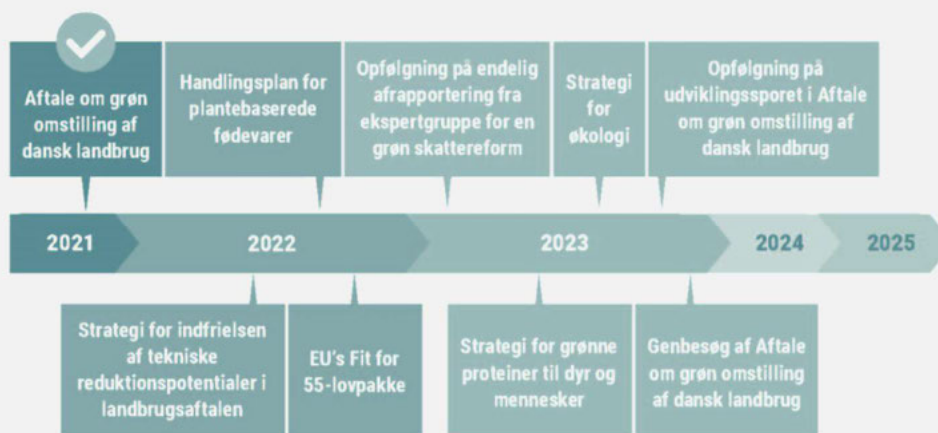 Aftale om grøn
omstilling af
dansk landbrug
Handlingsplan for
plantebaserede
fødevarer
Opfølgning på endelig
afrapportering fra
ekspertgruppe for en
grøn skattereform
Strategi
for
økologi
Opfølgning på
udviklingssporet i Aftale
om grøn omstilling af
dansk landbrug
2021
2022
2023
2024
2025
Strategi for indfrielsen
af tekniske
reduktionspotentialer i
landbrugsaftalen
EU's Fit for
55-lovpakke
Strategi for grønne
proteiner til dyr og
mennesker
Genbesøg af Aftale
om grøn omstilling
af dansk landbrug